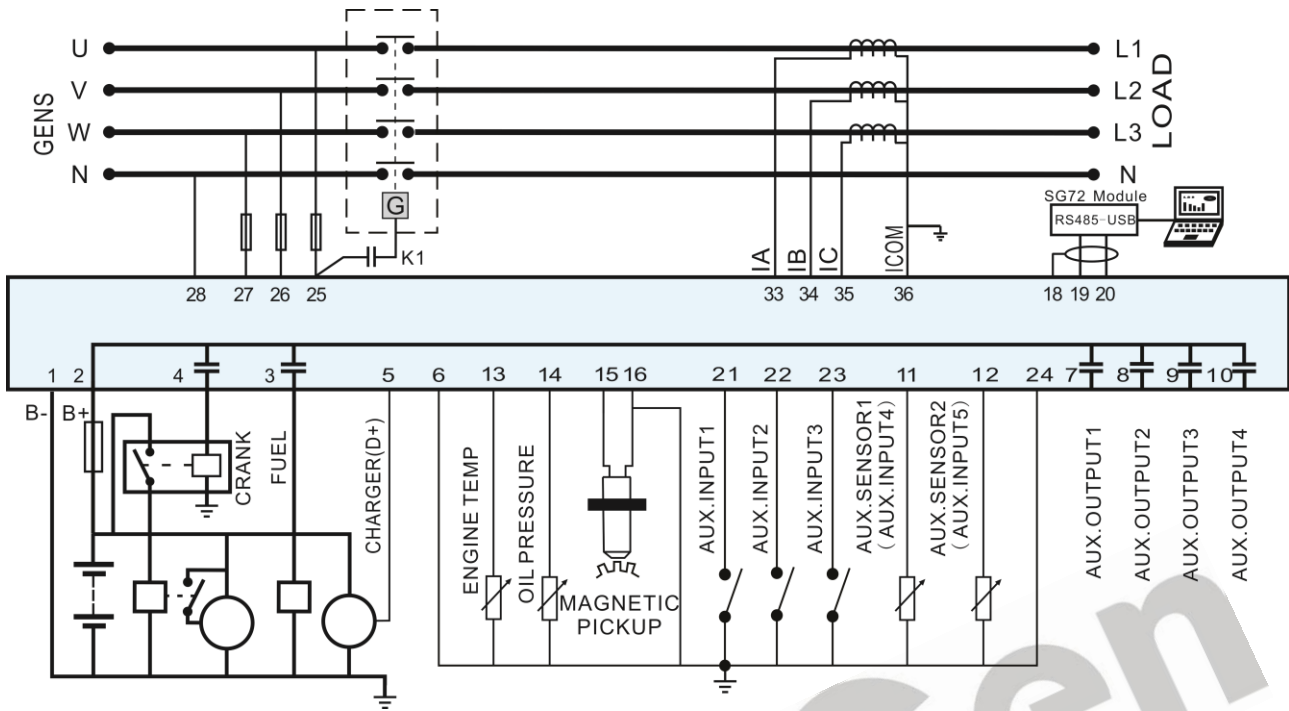 GENS
U
V
W
N
L1
L2
L3
N
LOAD
G
K1
SG72 Module
RS485-USB
IA
IB
IC
ICOM
28
27
26
25
33
34
35
36
18
19
20
1
2
4
3
5
6
13
14
15
16
21
22
23
11
12
24
7
8
9
10
B-
B+
CRANK
FUEL
CHARGER(D+)
ENGINE TEMP
OIL PRESSURE
MAGNETIC
PICKUP
AUX.INPUT1
AUX.INPUT2
AUX.INPUT3
AUX.SENSOR1
(AUX.INPUT4)
AUX.SENSOR2
(AUX.INPUT5)
AUX.OUTPUT1
AUX.OUTPUT2
AUX.OUTPUT3
AUX.OUTPUT4